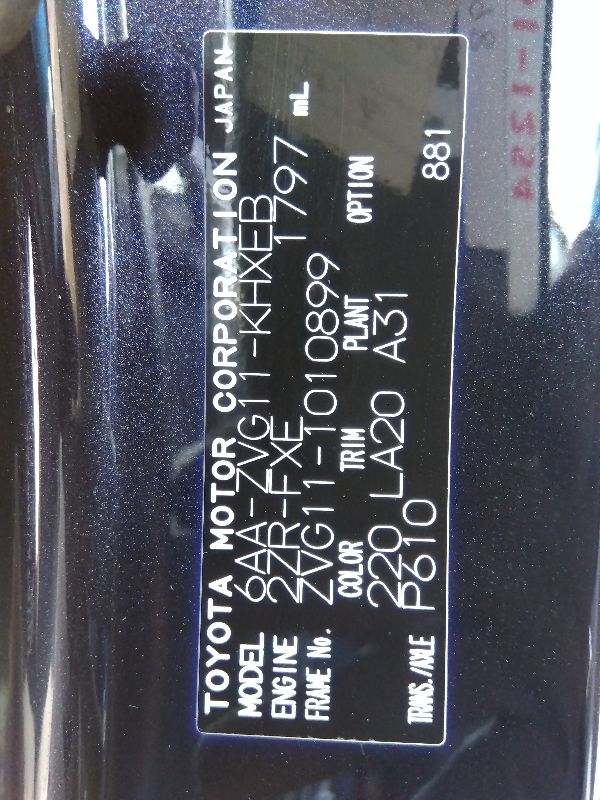 TOYOTA MOTOR CORPORATION JAPAN
MODEL 6AA-ZVG11-KHXEB
ENGINE 2ZR-FXE 1797 mL
FRAME No. ZVG11-1010899
COLOR TRIM PLANT OPTION
220 LA20 A31
TRANS./AXLE P610 881